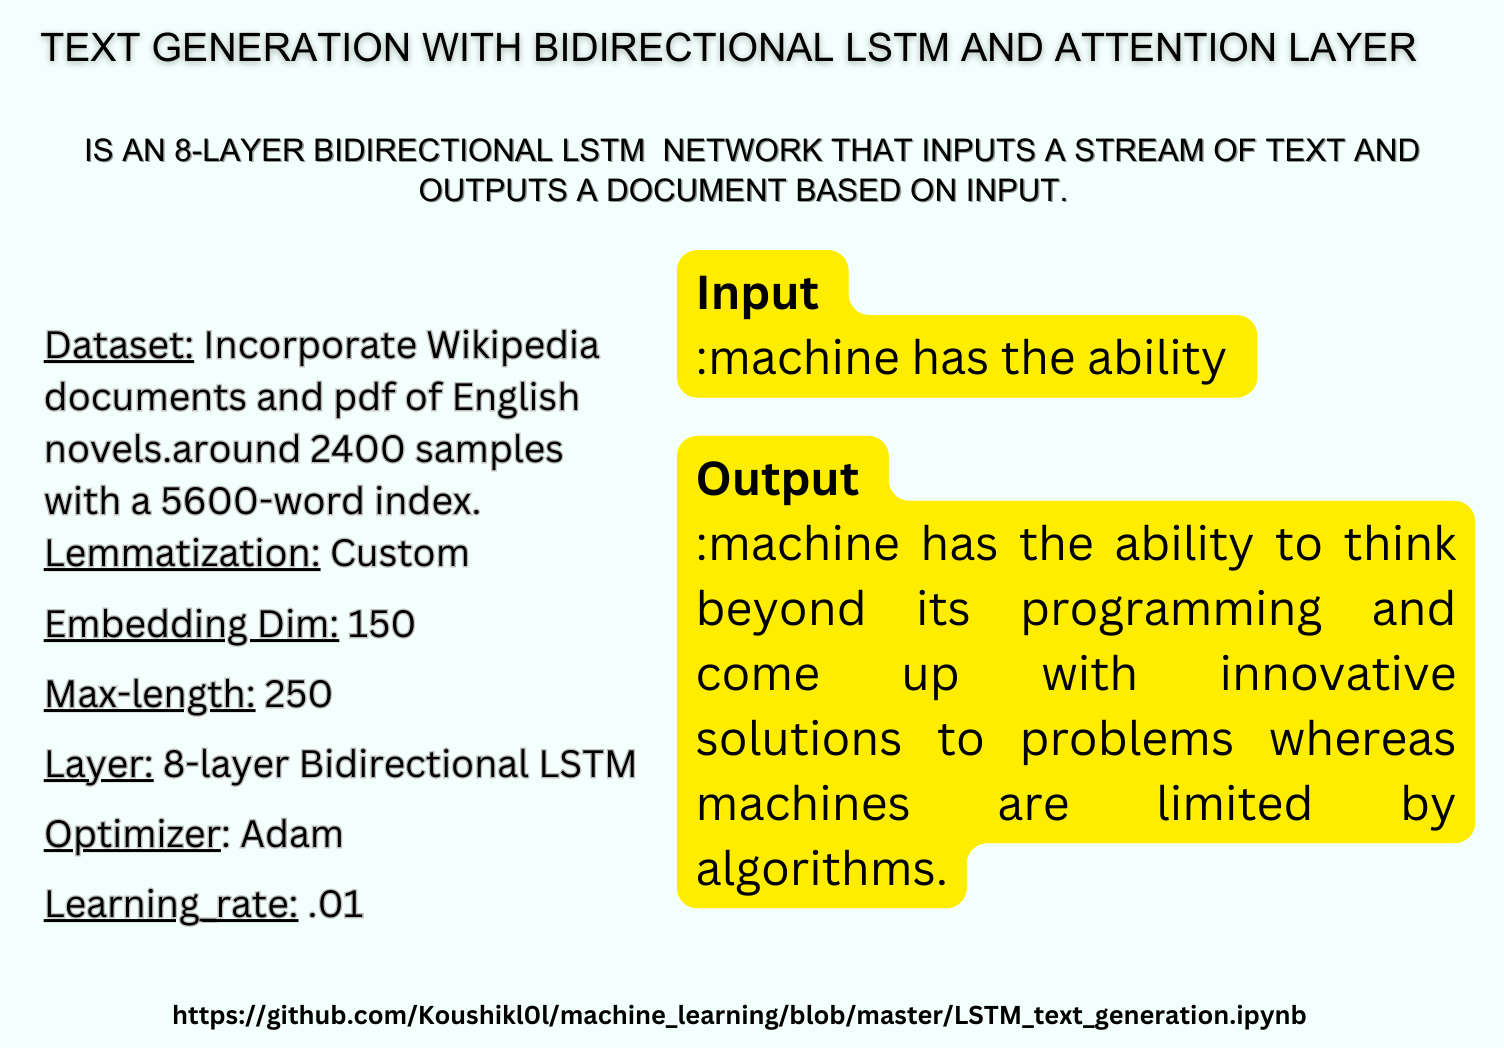 TEXT GENERATION WITH BIDIRECTIONAL LSTM AND ATTENTION LAYER
IS AN 8-LAYER BIDIRECTIONAL LSTM NETWORK THAT INPUTS A STREAM OF TEXT AND
OUTPUTS A DOCUMENT BASED ON INPUT.
Dataset: Incorporate Wikipedia
documents and pdf of English
novels.around 2400 samples
with a 5600-word index.
Lemmatization: Custom
Embedding Dim: 150
Max-length: 250
Layer: 8-layer Bidirectional LSTM
Optimizer: Adam
Learning_rate: .01
Input
:machine has the ability
Output
:machine has the ability to think
beyond its programming and
come up with innovative
solutions to problems whereas
machines are limited by
algorithms.
https://github.com/Koushikl0l/machine_learning/blob/master/LSTM_text_generation.ipynb